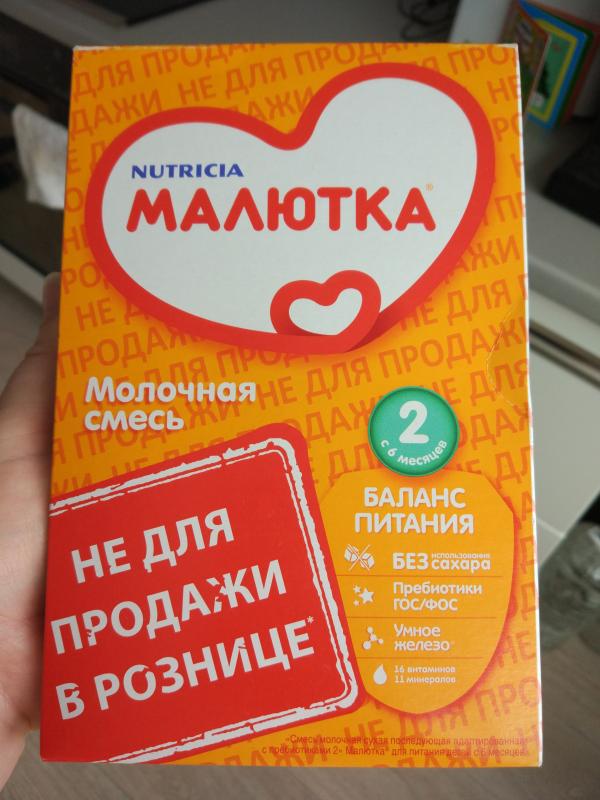 ДЛЯ ПРОДАЖИ НЕ ДЛЯ ПРОДА
NUTRICIA
МАЛЮТКА®
Молочная
смесь
2
с 6 месяцев
БАЛАНС
ПИТАНИЯ
БЕЗ использования сахара
Пребиотики
ГОС/ФОС
Умное
железо®
16 витаминов
11 минералов
НЕ ДЛЯ
ПРОДАЖИ
В РОЗНИЦЕ*
«Смесь молочная сухая последующая адаптированная
с пребиотиками 2» Малютка® для питания детей с 6 месяцев